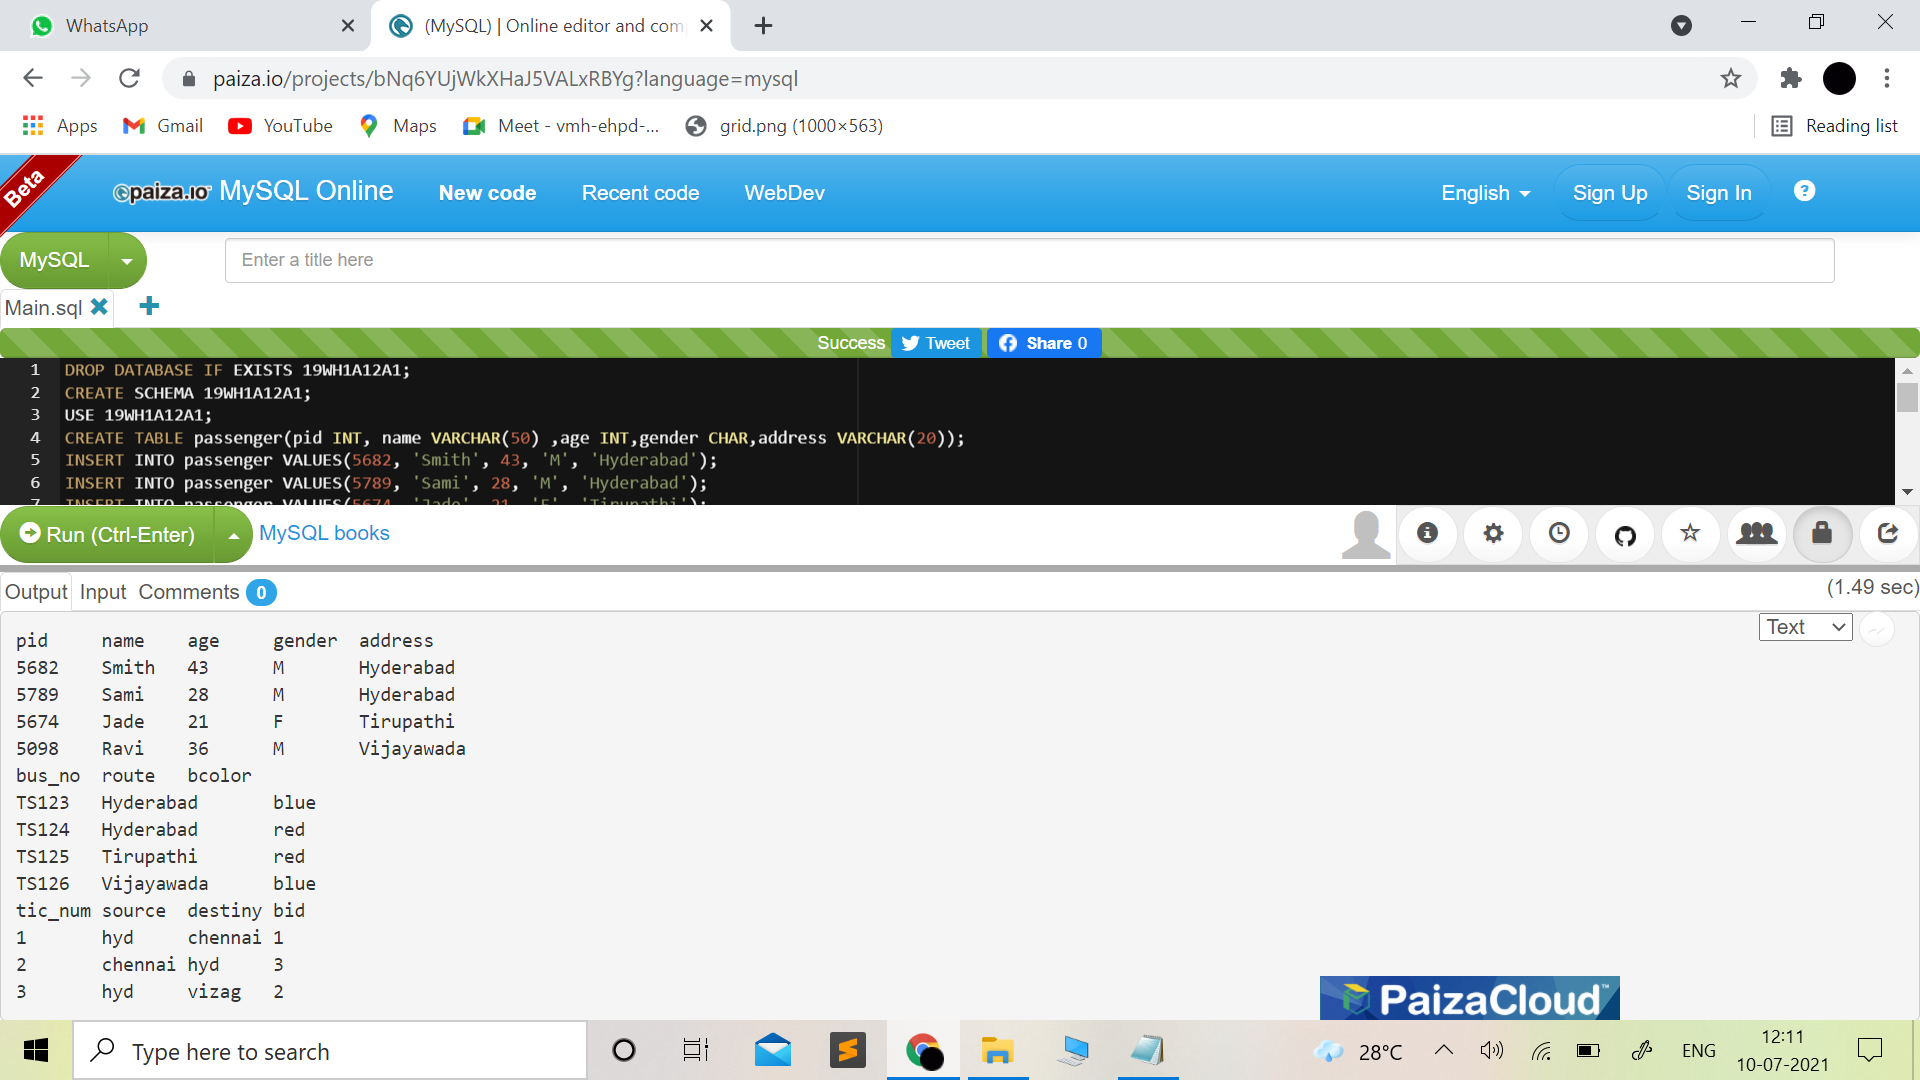 WhatsApp
(MySQL) | Online editor and com
paiza.io/projects/bNq6YUjWkXHaJ5VALxRBYg?language=mysql
Apps Gmail YouTube Maps Meet - vmh-ehpd-... grid.png (1000×563) Reading list
Beta
paiza.io MySQL Online New code Recent code WebDev English Sign Up Sign In ?
MySQL Enter a title here
Main.sql
Success Tweet Share 0
1 DROP DATABASE IF EXISTS 19WH1A12A1;
2 CREATE SCHEMA 19WH1A12A1;
3 USE 19WH1A12A1;
4 CREATE TABLE passenger(pid INT, name VARCHAR(50) ,age INT,gender CHAR,address VARCHAR(20));
5 INSERT INTO passenger VALUES(5682, 'Smith', 43, 'M', 'Hyderabad');
6 INSERT INTO passenger VALUES(5789, 'Sami', 28, 'M', 'Hyderabad');
7 INSERT INTO passenger VALUES(5674, 'Jade', 21, 'F', 'Tirupathi');
Run (Ctrl-Enter) MySQL books
Output Input Comments 0 (1.49 sec)
Text
pid name age gender address
5682 Smith 43 M Hyderabad
5789 Sami 28 M Hyderabad
5674 Jade 21 F Tirupathi
5098 Ravi 36 M Vijayawada
bus_no route bcolor
TS123 Hyderabad blue
TS124 Hyderabad red
TS125 Tirupathi red
TS126 Vijayawada blue
tic_num source destiny bid
1 hyd chennai 1
2 chennai hyd 3
3 hyd vizag 2
PaizaCloud™
Type here to search
28°C ENG
12:11
10-07-2021